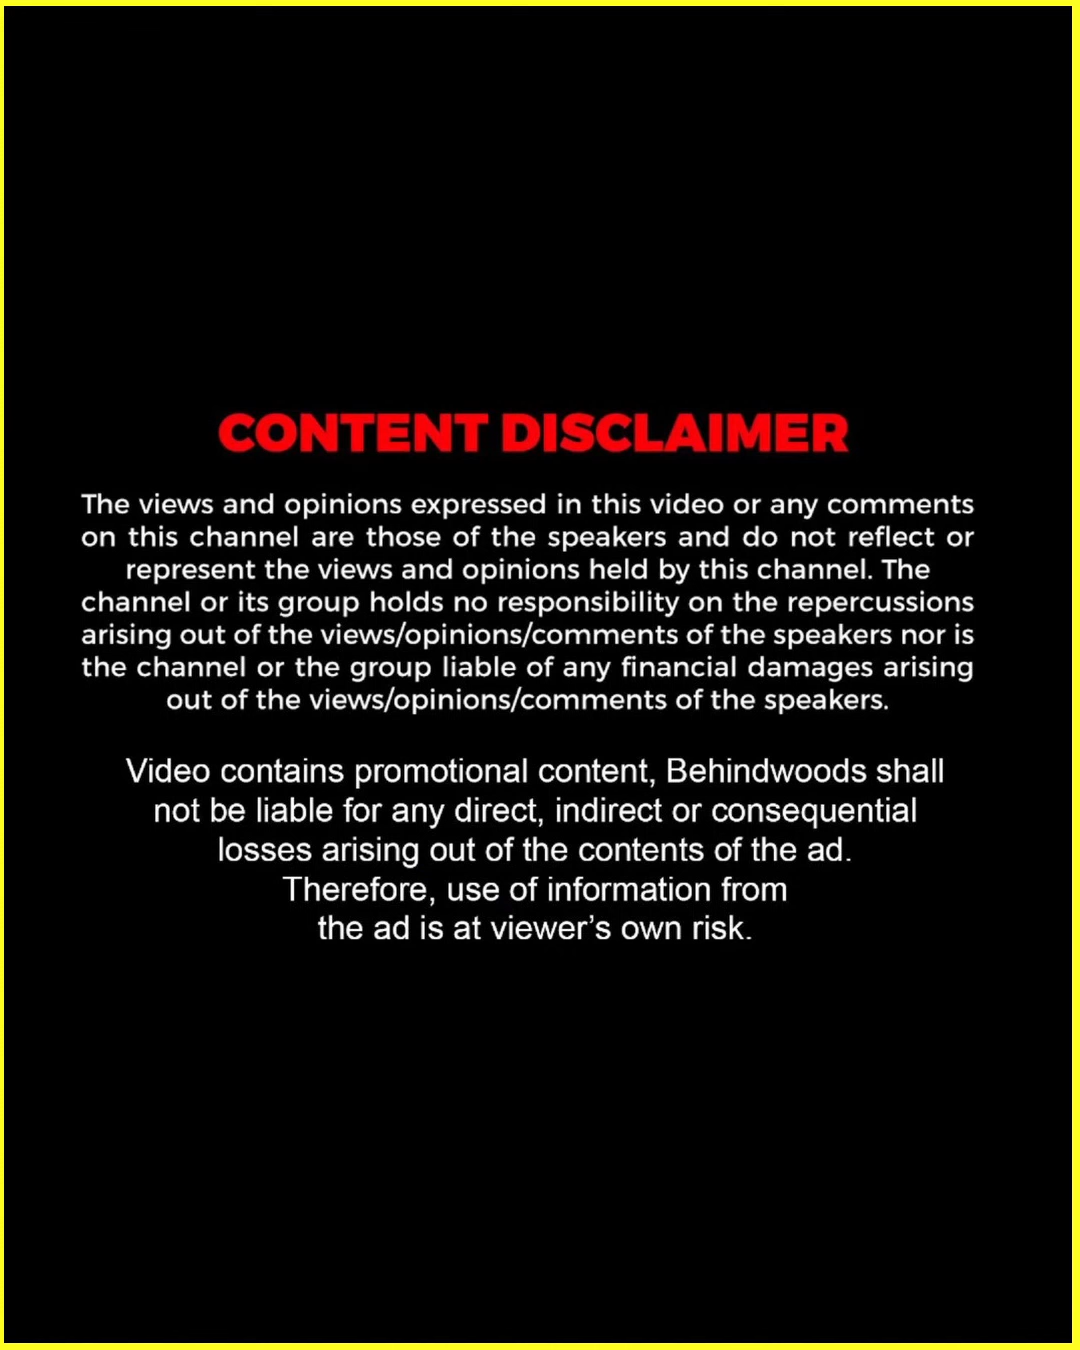 CONTENT DISCLAIMER
The views and opinions expressed in this video or any comments
on this channel are those of the speakers and do not reflect or
represent the views and opinions held by this channel. The
channel or its group holds no responsibility on the repercussions
arising out of the views/opinions/comments of the speakers nor is
the channel or the group liable of any financial damages arising
out of the views/opinions/comments of the speakers.
Video contains promotional content, Behindwoods shall
not be liable for any direct, indirect or consequential
losses arising out of the contents of the ad.
Therefore, use of information from
the ad is at viewer’s own risk.